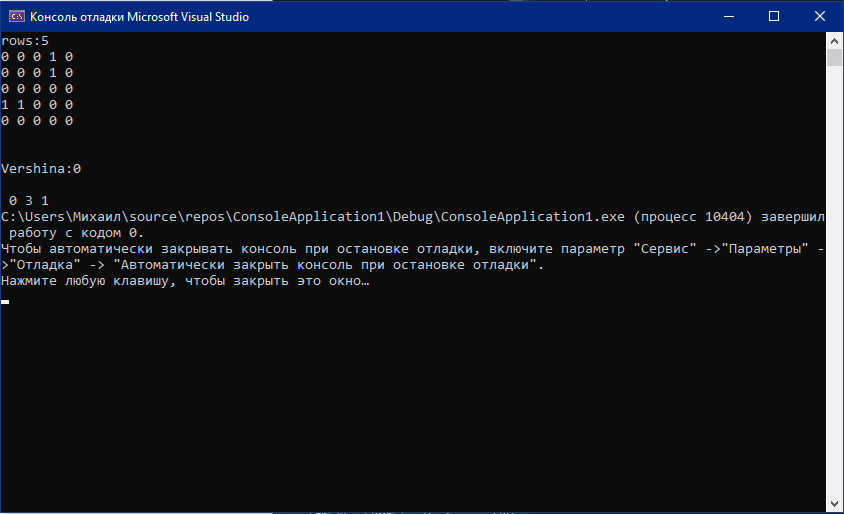 Консоль отладки Microsoft Visual Studio
rows:5
0 0 0 1 0
0 0 0 1 0
0 0 0 0 0
1 1 0 0 0
0 0 0 0 0
Vershina:0
0 3 1
C:\Users\Михаил\source\repos\ConsoleApplication1\Debug\ConsoleApplication1.exe (процесс 10404) завершил
работу с кодом 0.
Чтобы автоматически закрывать консоль при остановке отладки, включите параметр "Сервис" ->"Параметры" -
>"Отладка" -> "Автоматически закрыть консоль при остановке отладки".
Нажмите любую клавишу, чтобы закрыть это окно…